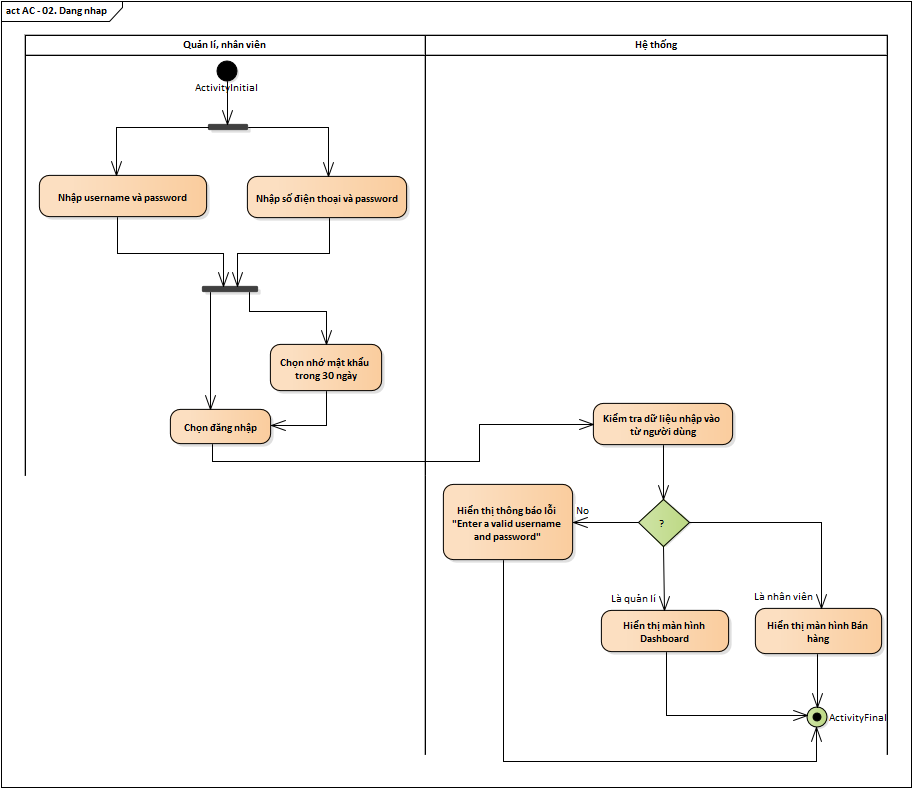 act AC - 02. Dang nhap
Quản lí, nhân viên
Hệ thống
ActivityInitial
Nhập username và password
Nhập số điện thoại và password
Chọn nhớ mật khẩu
trong 30 ngày
Chọn đăng nhập
Kiểm tra dữ liệu nhập vào
từ người dùng
Hiển thị thông báo lỗi
"Enter a valid username
and password"
No
?
Là quản lí
Là nhân viên
Hiển thị màn hình
Dashboard
Hiển thị màn hình Bán
hàng
ActivityFinal